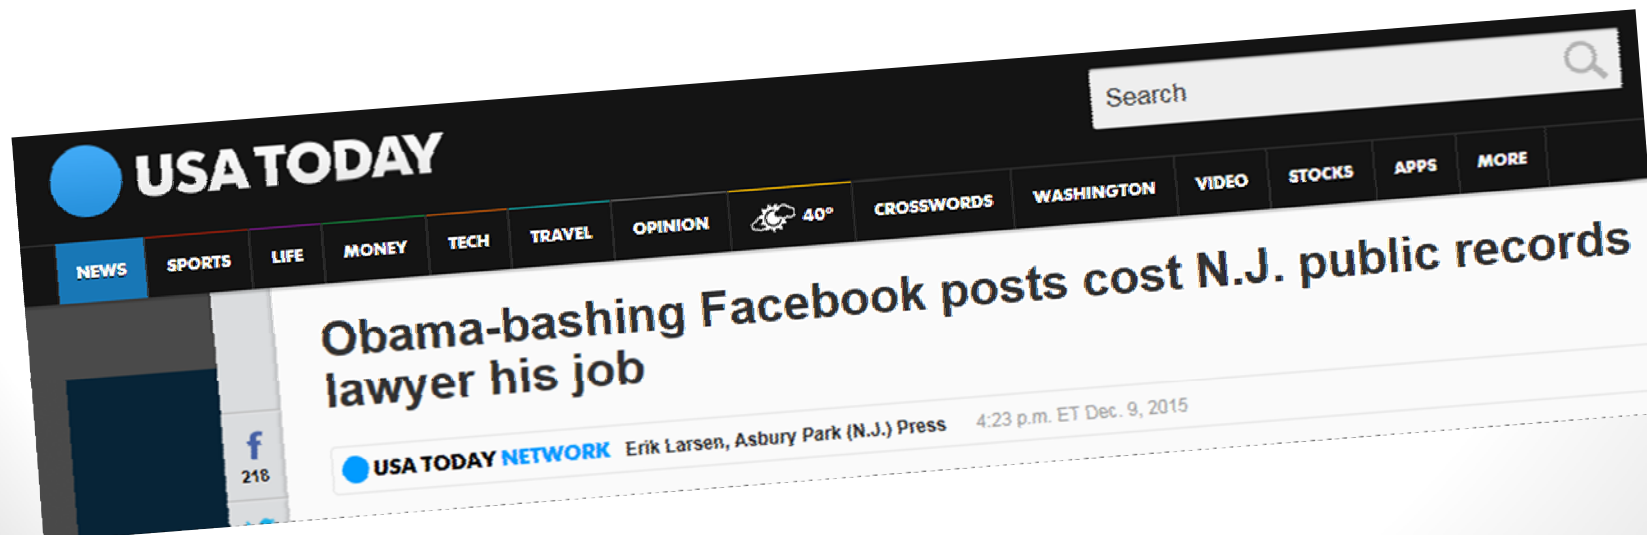 USA TODAY
Search
NEWS SPORTS LIFE MONEY TECH TRAVEL OPINION 40° CROSSWORDS WASHINGTON VIDEO STOCKS APPS MORE
Obama-bashing Facebook posts cost N.J. public records
lawyer his job
USA TODAY NETWORK Erik Larsen, Asbury Park (N.J.) Press 4:23 p.m. ET Dec. 9, 2015
f
218